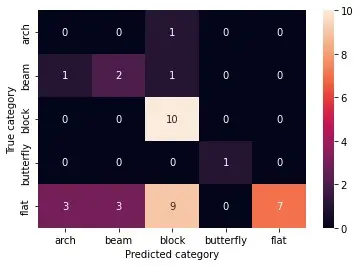 arch 0 0 1 0 0
beam 1 2 1 0 0
block 0 0 10 0 0
butterfly 0 0 0 1 0
flat 3 3 9 0 7
arch beam block butterfly flat
Predicted category
True category
10
8
6
4
2
0